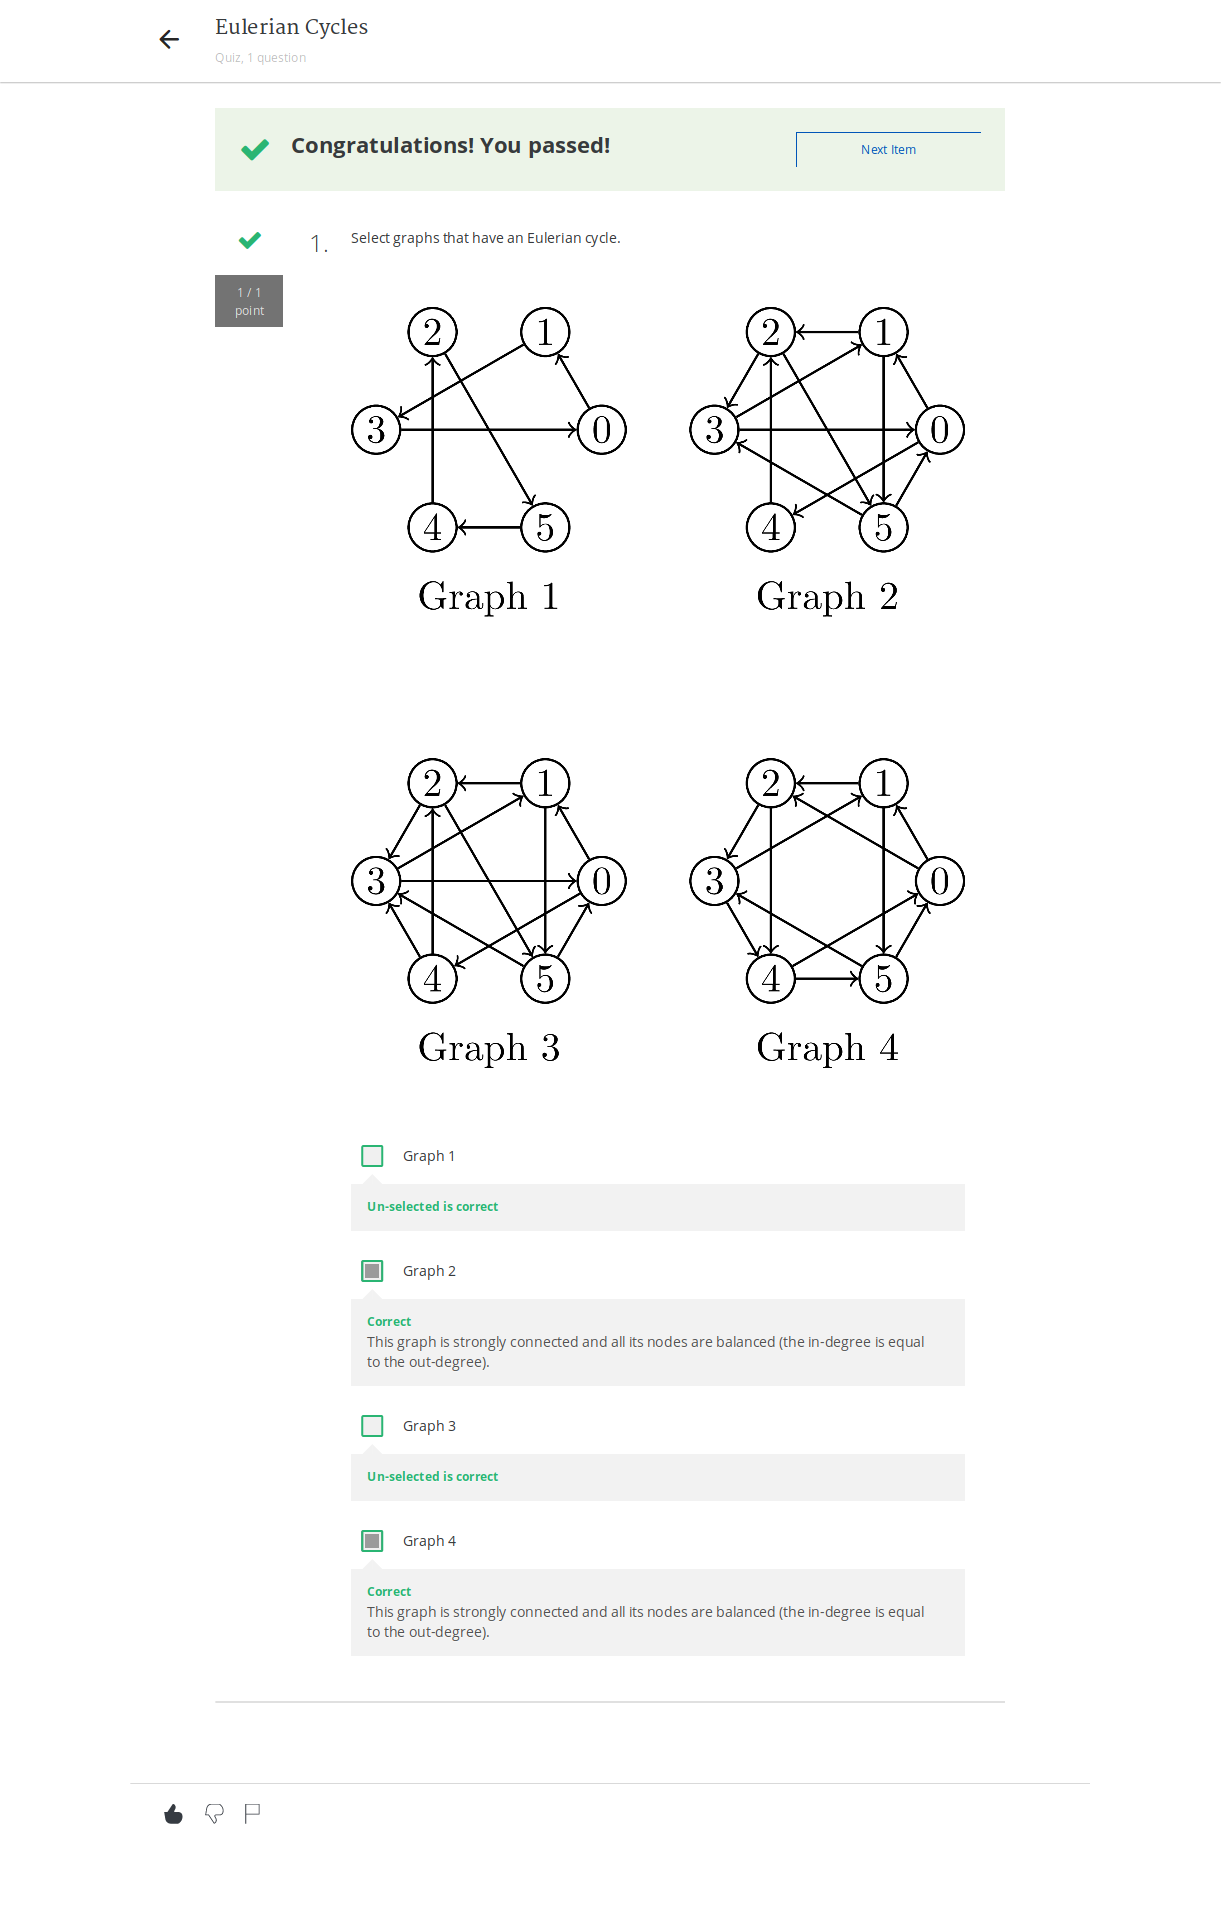 Eulerian Cycles
Quiz, 1 question
Congratulations! You passed!
Next Item
1 / 1
point
1.
Select graphs that have an Eulerian cycle.
2 1
3 0
4 5
Graph 1
2 1
3 0
4 5
Graph 2
2 1
3 0
4 5
Graph 3
2 1
3 0
4 5
Graph 4
Graph 1
Un-selected is correct
Graph 2
Correct
This graph is strongly connected and all its nodes are balanced (the in-degree is equal
to the out-degree).
Graph 3
Un-selected is correct
Graph 4
Correct
This graph is strongly connected and all its nodes are balanced (the in-degree is equal
to the out-degree).